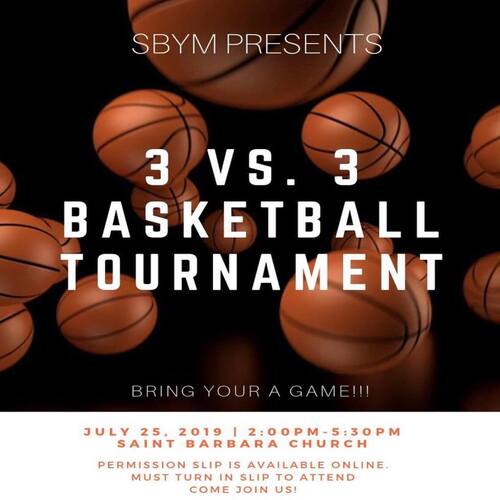 SBYM PRESENTS
3 VS. 3
BASKETBALL
TOURNAMENT
BRING YOUR A GAME!!!
JULY 25, 2019 | 2:00PM-5:30PM
SAINT BARBARA CHURCH
PERMISSION SLIP IS AVAILABLE ONLINE.
MUST TURN IN SLIP TO ATTEND
COME JOIN US!